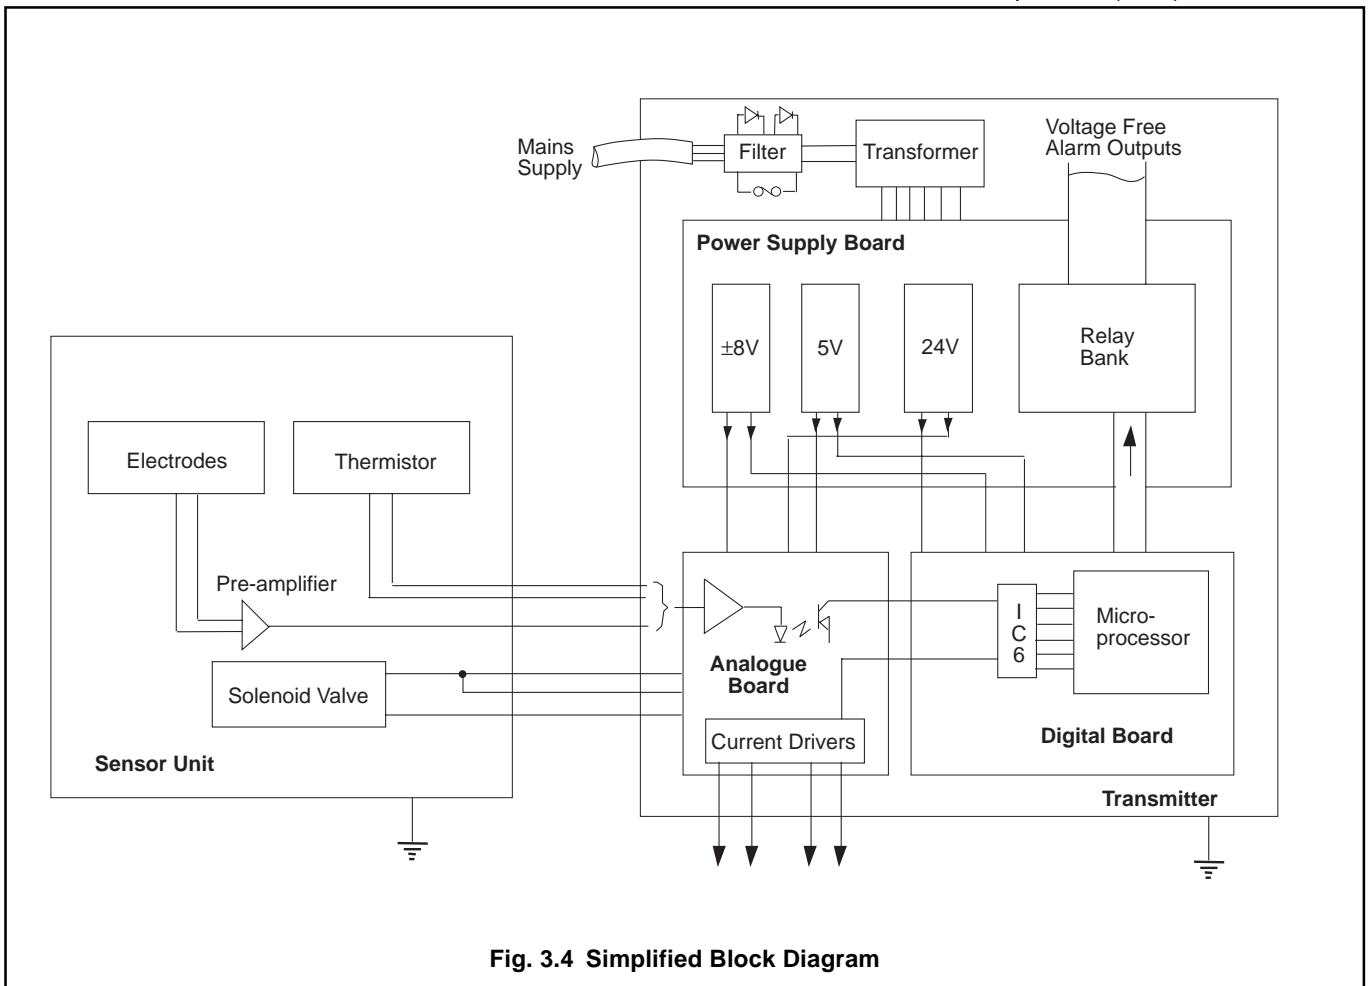 Mains
Supply
Filter
Transformer
Voltage Free
Alarm Outputs
Power Supply Board
±8V
5V
24V
Relay
Bank
Electrodes
Thermistor
Pre-amplifier
Solenoid Valve
Sensor Unit
Analogue
Board
Current Drivers
I
C
6
Micro-
processor
Digital Board
Transmitter
Fig. 3.4 Simplified Block Diagram